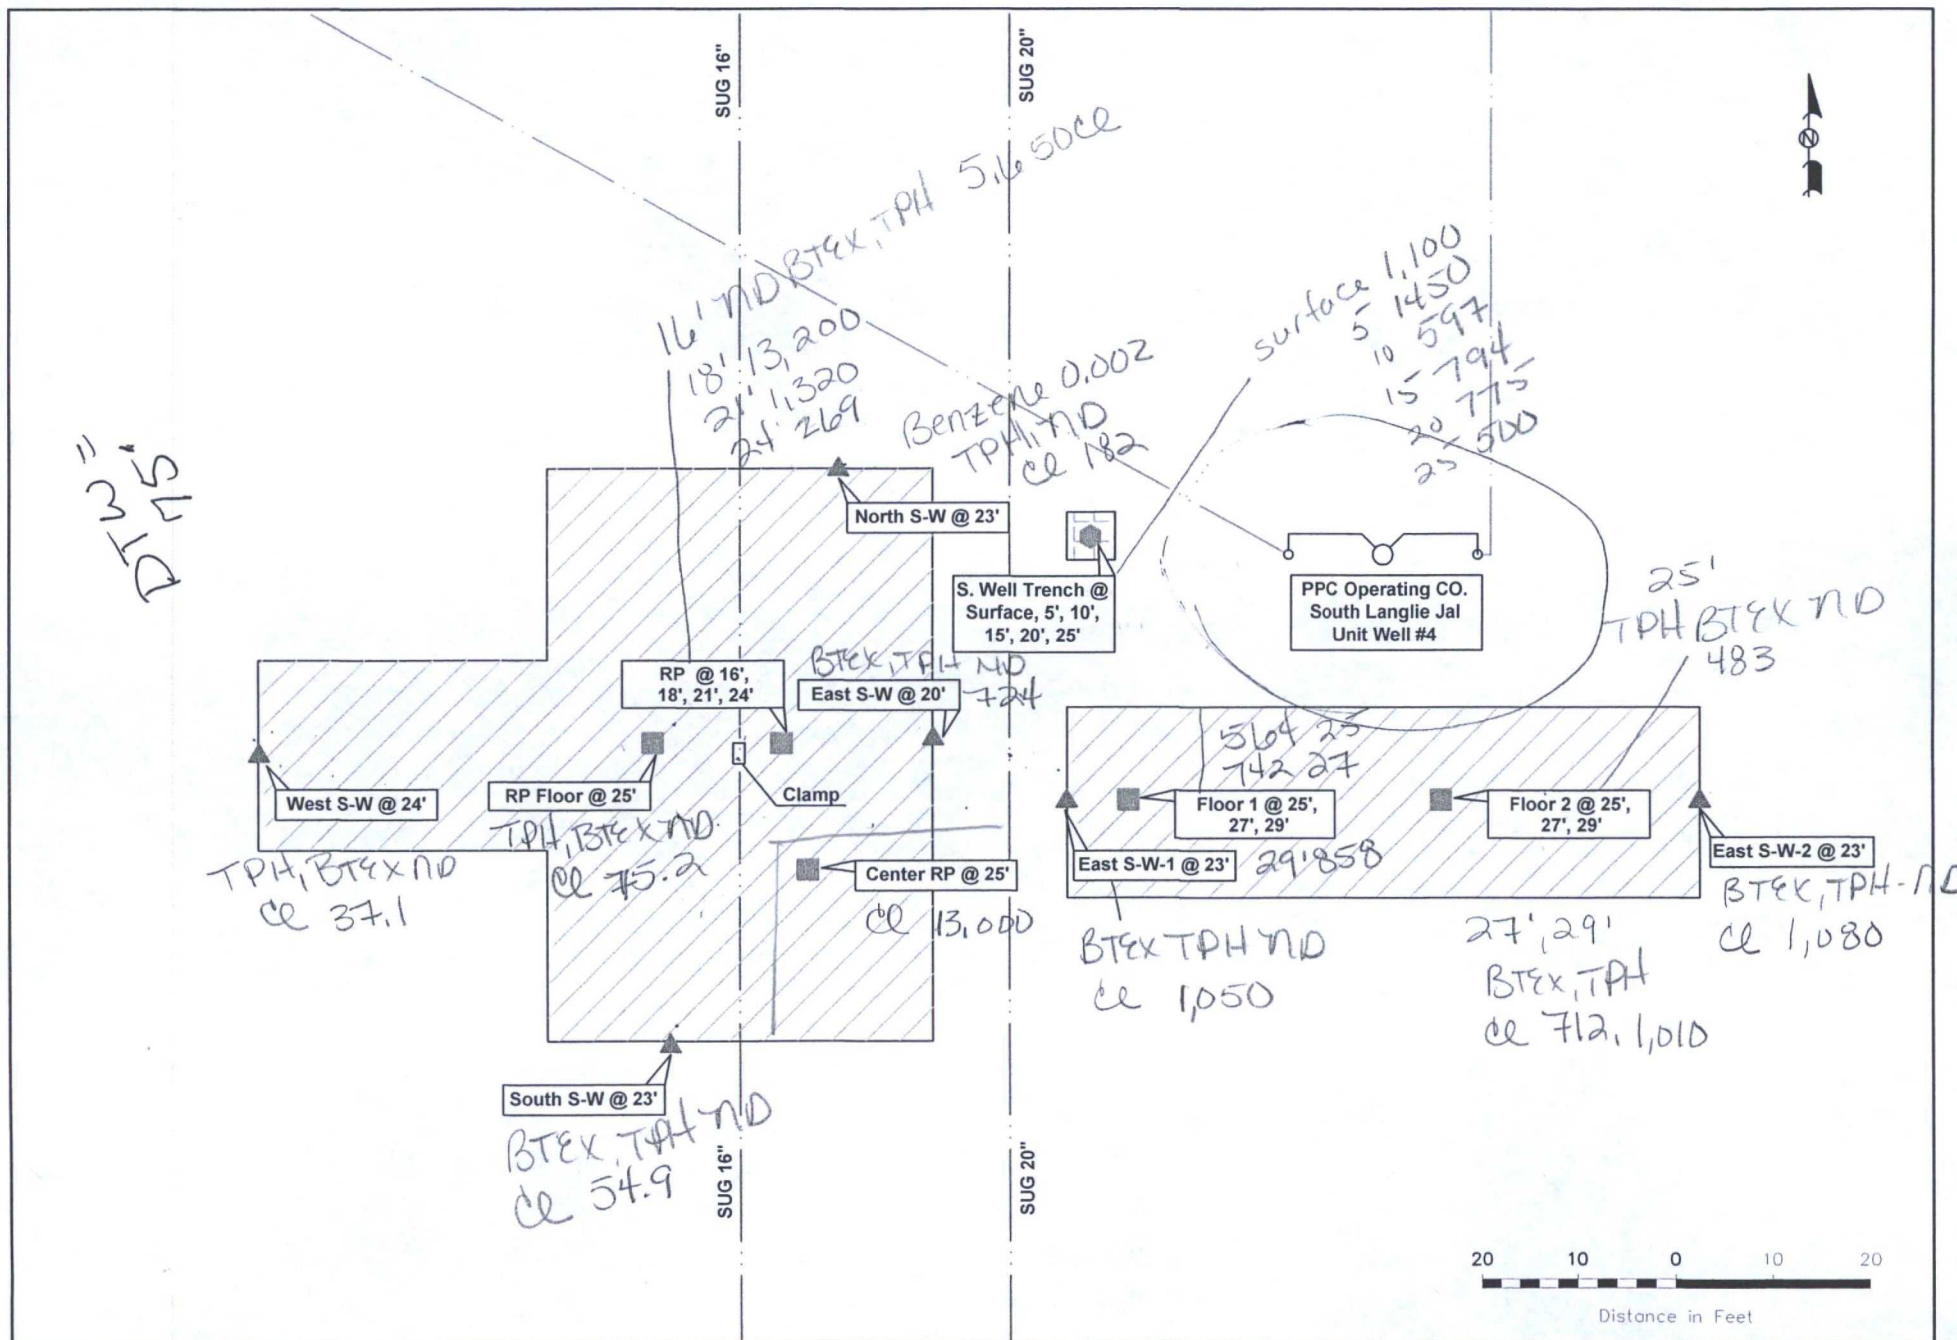 SUG 16"
SUG 20"
N
16' ND BTEX, TPH 5,650 Cl
18' 13,200
21' 1,320
24' 269
Benzene 0.002
TPH, ND
Cl 182
surface 1,100
5 1450
10 597
15 794
20 775
25 500
DTW"
75'
North S-W @ 23'
S. Well Trench @
Surface, 5', 10',
15', 20', 25'
PPC Operating CO.
South Langlie Jal
Unit Well #4
25'
TPH BTEX ND
483
RP @ 16',
18', 21', 24'
BTEX, TPH ND
724
East S-W @ 20'
564 25
742 27
West S-W @ 24'
TPH, BTEX ND
Cl 37.1
RP Floor @ 25'
TPH, BTEX ND
Cl 75.2
Clamp
Center RP @ 25'
Cl 13,000
Floor 1 @ 25',
27', 29'
29' 858
Floor 2 @ 25',
27', 29'
East S-W-1 @ 23'
BTEX TPH ND
Cl 1,050
27', 29'
BTEX, TPH
Cl 712, 1,010
East S-W-2 @ 23'
BTEX, TPH-ND
Cl 1,080
South S-W @ 23'
BTEX, TPH ND
Cl 54.9
SUG 16"
SUG 20"
20 10 0 10 20
Distance in Feet